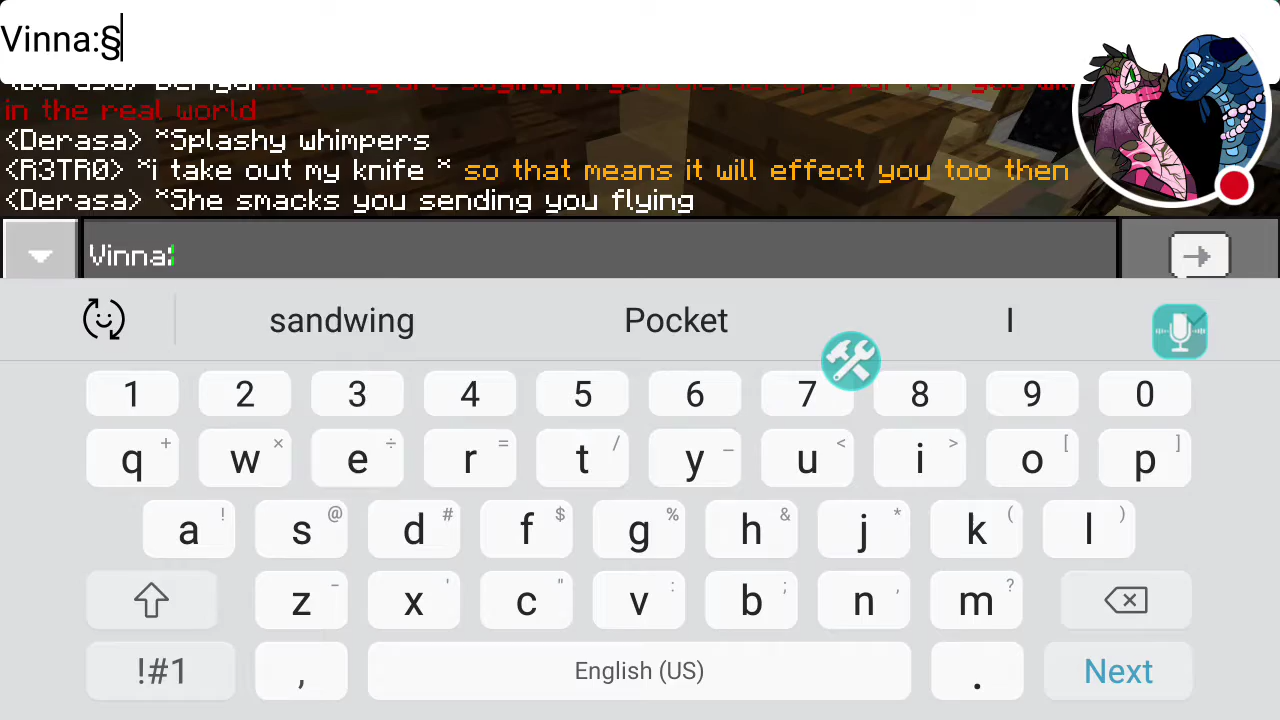 Vinna:§
in the real world
<Derasa> *Splashy whimpers
<R3TR0> *i take out my knife * so that means it will effect you too then
<Derasa> *She smacks you sending you flying
Vinna:
sandwing Pocket I
1 2 3 4 5 6 7 8 9 0
q + w × e ÷ r = t / y _ u < i > o [ p ]
a ! s @ d # f $ g % h & j * k ( l )
z - x ' c " v : b ; n , m ?
!#1 , English (US) . Next